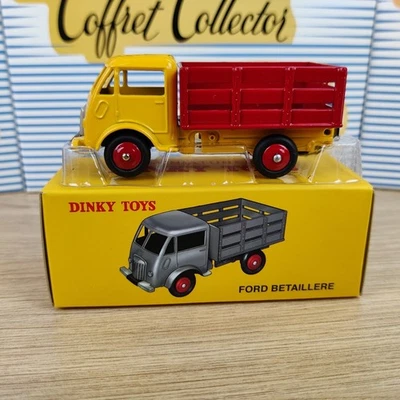 Coffret Collector
DINKY TOYS
FORD BETAILLERE